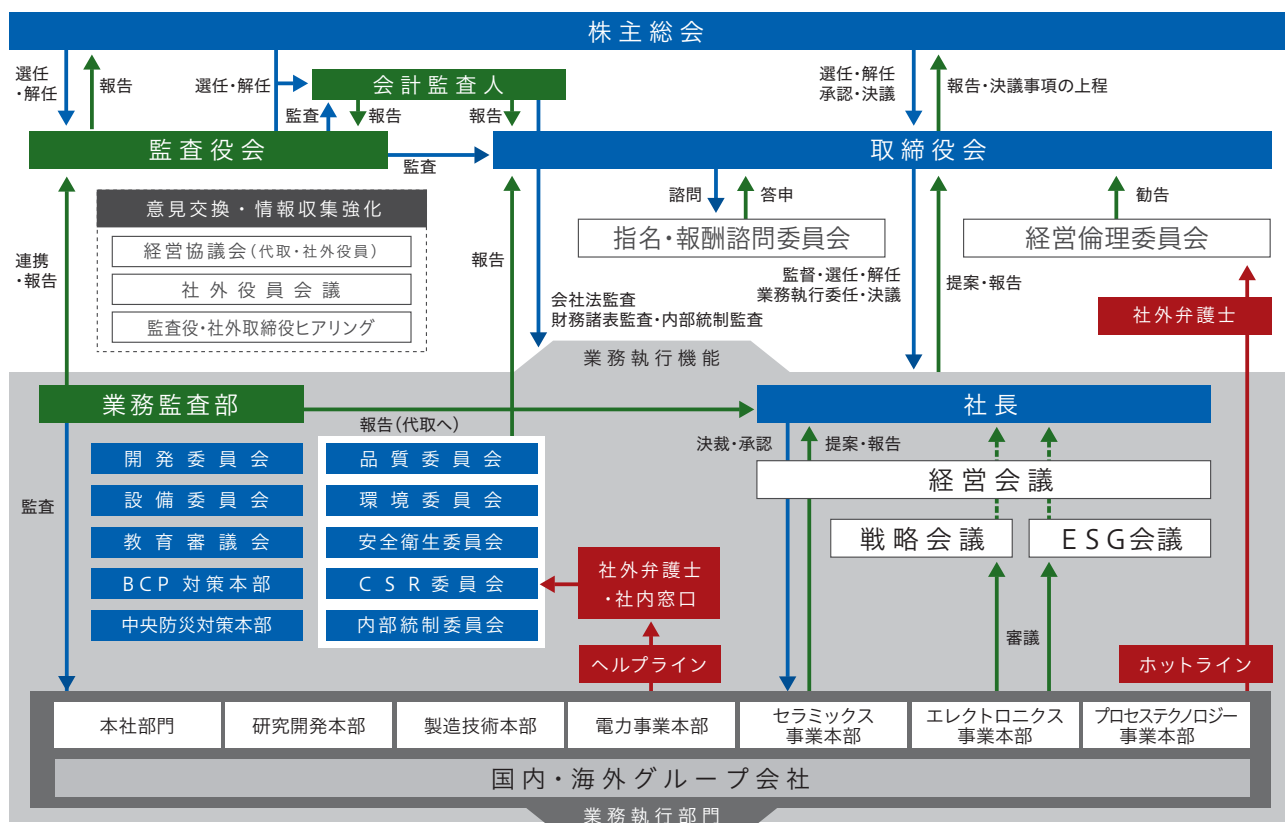 株主総会
選任
・解任
報告
選任・解任
会計監査人
監査
報告
報告
選任・解任
承認・決議
報告・決議事項の上程
監査役会
監査
取締役会
意見交換・情報収集強化
経営協議会(代取・社外役員)
社外役員会議
監査役・社外取締役ヒアリング
連携
・報告
報告
諮問
答申
勧告
指名・報酬諮問委員会
経営倫理委員会
会社法監査
財務諸表監査・内部統制監査
監督・選任・解任
業務執行委任・決議
提案・報告
社外弁護士
業務執行機能
業務監査部
社長
報告(代取へ)
決裁・承認
提案・報告
監査
開発委員会
設備委員会
教育審議会
BCP対策本部
中央防災対策本部
品質委員会
環境委員会
安全衛生委員会
CSR委員会
内部統制委員会
経営会議
戦略会議
ESG会議
社外弁護士
・社内窓口
ヘルプライン
審議
ホットライン
本社部門
研究開発本部
製造技術本部
電力事業本部
セラミックス
事業本部
エレクトロニクス
事業本部
プロセステクノロジー
事業本部
国内・海外グループ会社
業務執行部門